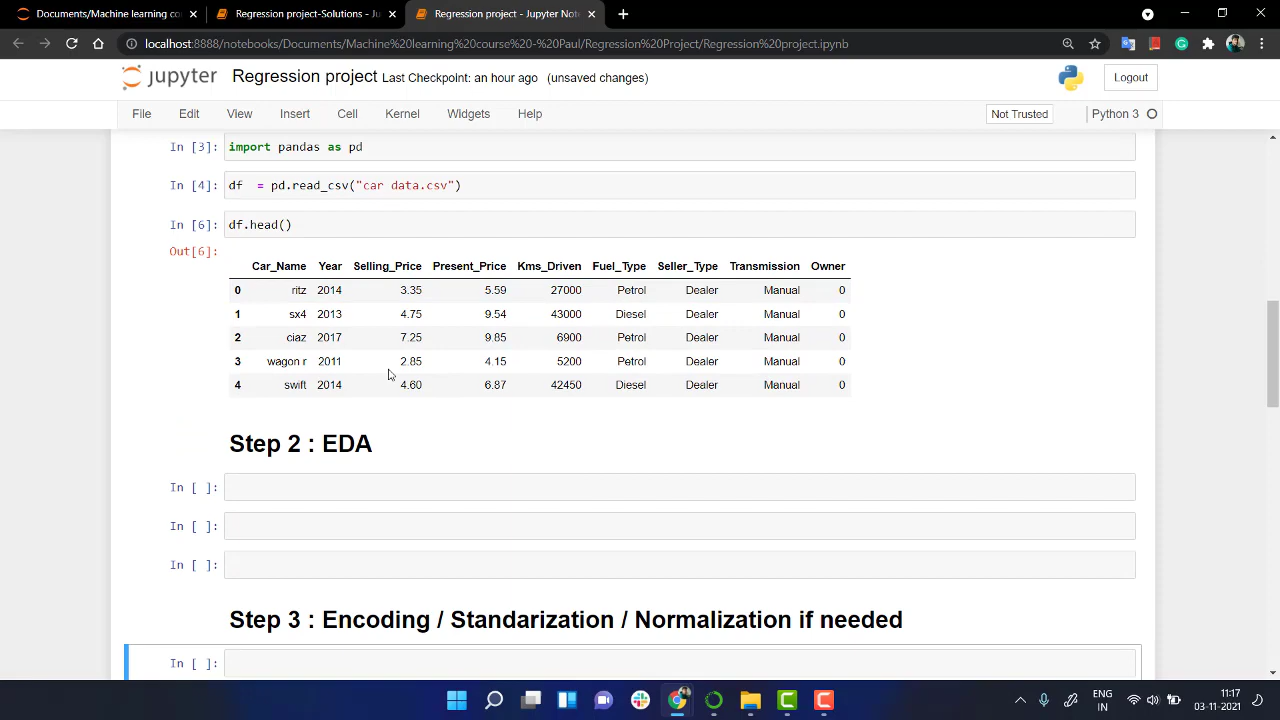 Documents/Machine learning co
Regression project-Solutions - Ju
Regression project - Jupyter Not
localhost:8888/notebooks/Documents/Machine%20learning%20course%20-%20Paul/Regression%20Project/Regression%20project.ipynb
jupyter Regression project Last Checkpoint: an hour ago (unsaved changes) Logout
File Edit View Insert Cell Kernel Widgets Help Not Trusted Python 3
In [3]: import pandas as pd
In [4]: df = pd.read_csv("car data.csv")
In [6]: df.head()
Out[6]:
Car_Name Year Selling_Price Present_Price Kms_Driven Fuel_Type Seller_Type Transmission Owner
0 ritz 2014 3.35 5.59 27000 Petrol Dealer Manual 0
1 sx4 2013 4.75 9.54 43000 Diesel Dealer Manual 0
2 ciaz 2017 7.25 9.85 6900 Petrol Dealer Manual 0
3 wagon r 2011 2.85 4.15 5200 Petrol Dealer Manual 0
4 swift 2014 4.60 6.87 42450 Diesel Dealer Manual 0
Step 2 : EDA
In [ ]:
In [ ]:
In [ ]:
Step 3 : Encoding / Standarization / Normalization if needed
In [ ]:
ENG
IN
11:17
03-11-2021